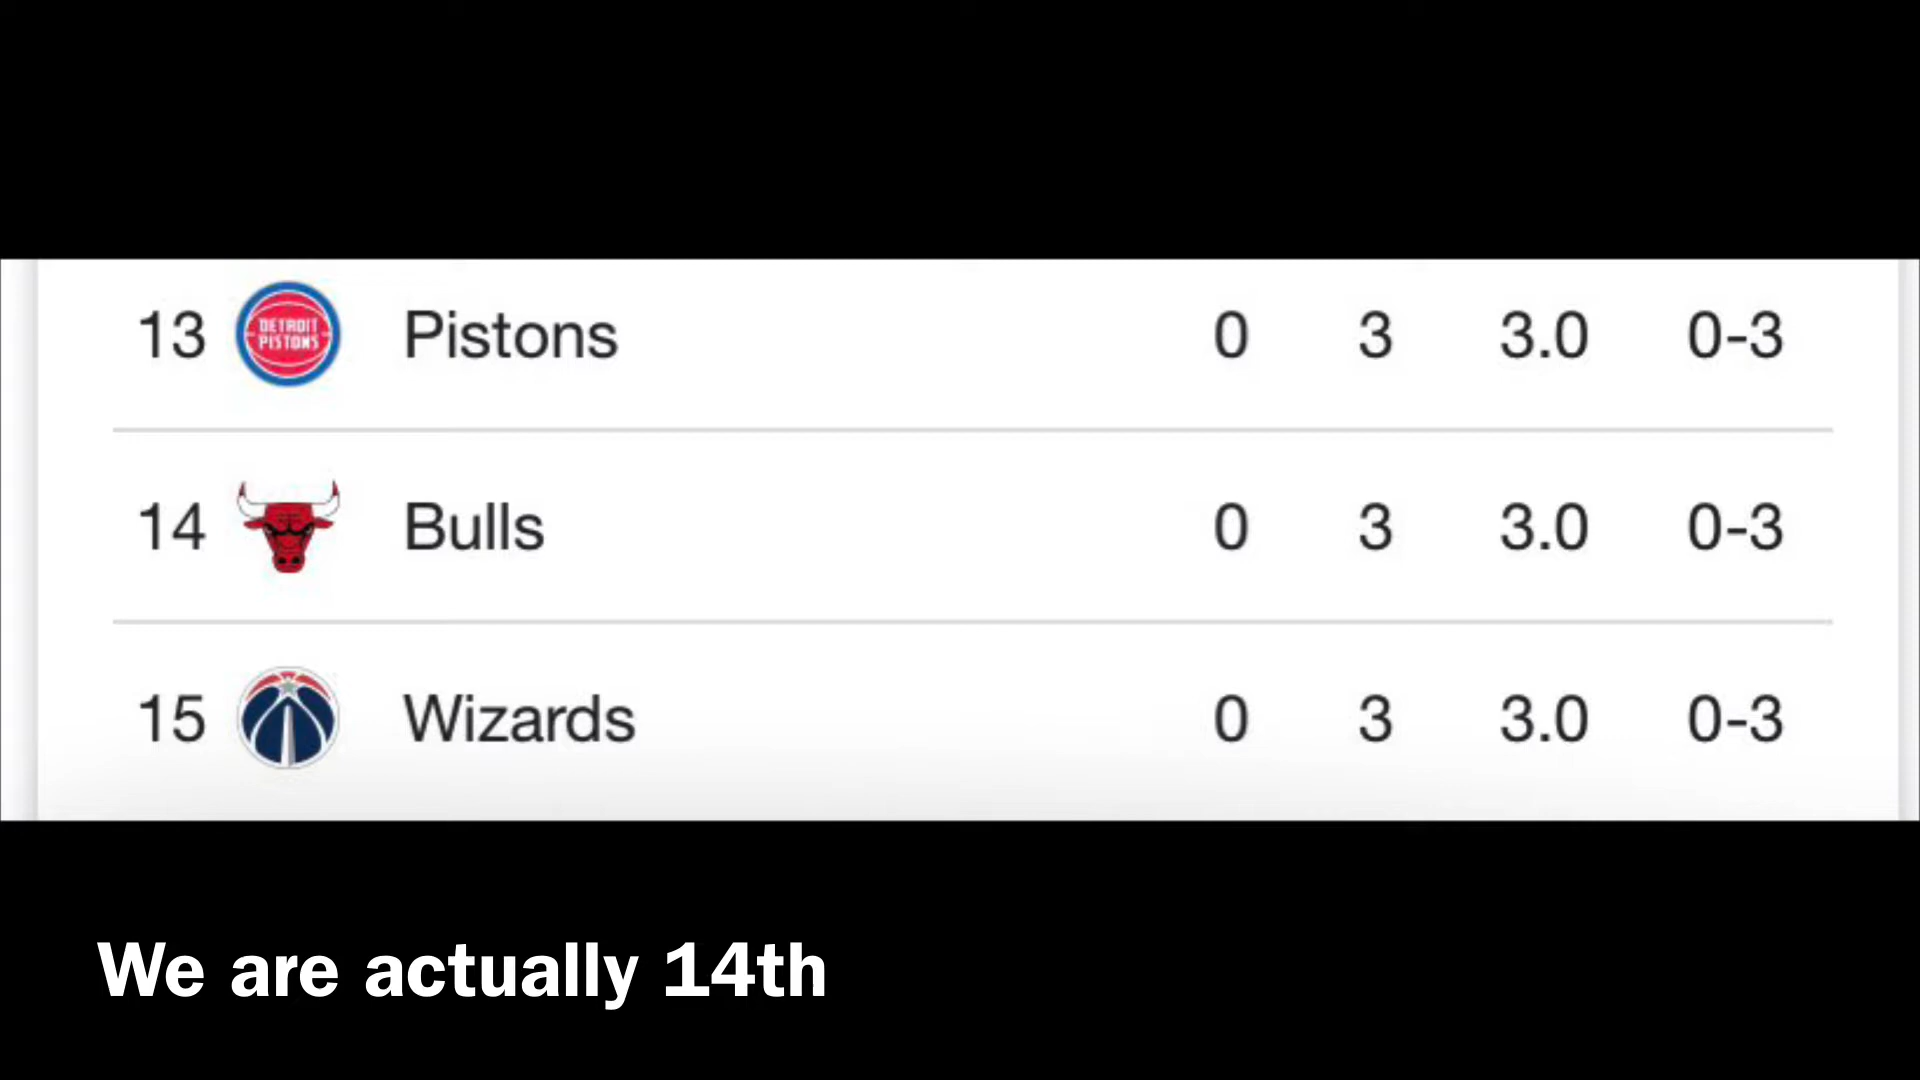 13 DETROIT PISTONS Pistons 0 3 3.0 0-3
14 Bulls 0 3 3.0 0-3
15 Wizards 0 3 3.0 0-3
We are actually 14th